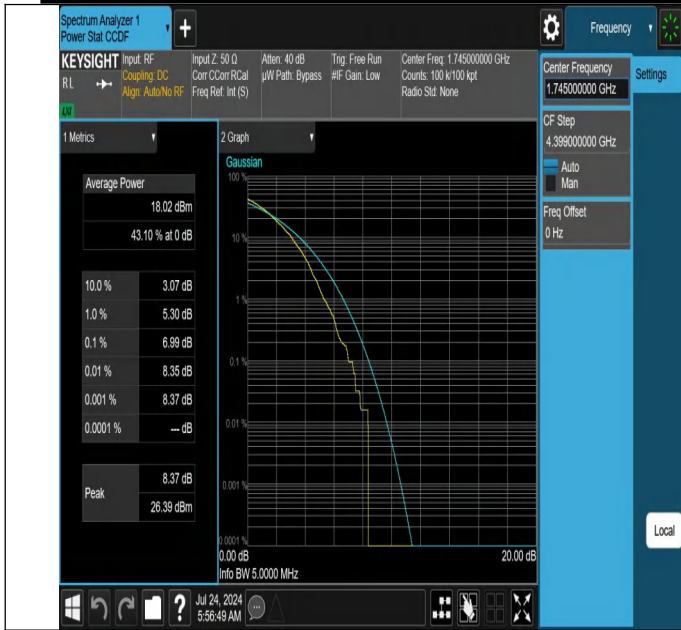 Spectrum Analyzer 1
Power Stat CCDF
+
Frequency
KEYSIGHT
RL
LXI
Input: RF
Coupling: DC
Align: Auto/No RF
Input Z: 50 Ω
Corr CCorr RCal
Freq Ref: Int (S)
Atten: 40 dB
µW Path: Bypass
Trig: Free Run
#IF Gain: Low
Center Freq: 1.745000000 GHz
Counts: 100 k/100 kpt
Radio Std: None
Center Frequency
1.745000000 GHz
Settings
CF Step
4.399000000 GHz
Auto
Man
Freq Offset
0 Hz
1 Metrics
Average Power
18.02 dBm
43.10 % at 0 dB
10.0 % 3.07 dB
1.0 % 5.30 dB
0.1 % 6.99 dB
0.01 % 8.35 dB
0.001 % 8.37 dB
0.0001 % --- dB
Peak
8.37 dB
26.39 dBm
2 Graph
Gaussian
100 %
10 %
1 %
0.1 %
0.01 %
0.001 %
0.0001 %
0.00 dB 20.00 dB
Info BW 5.0000 MHz
Local
?
Jul 24, 2024
5:56:49 AM